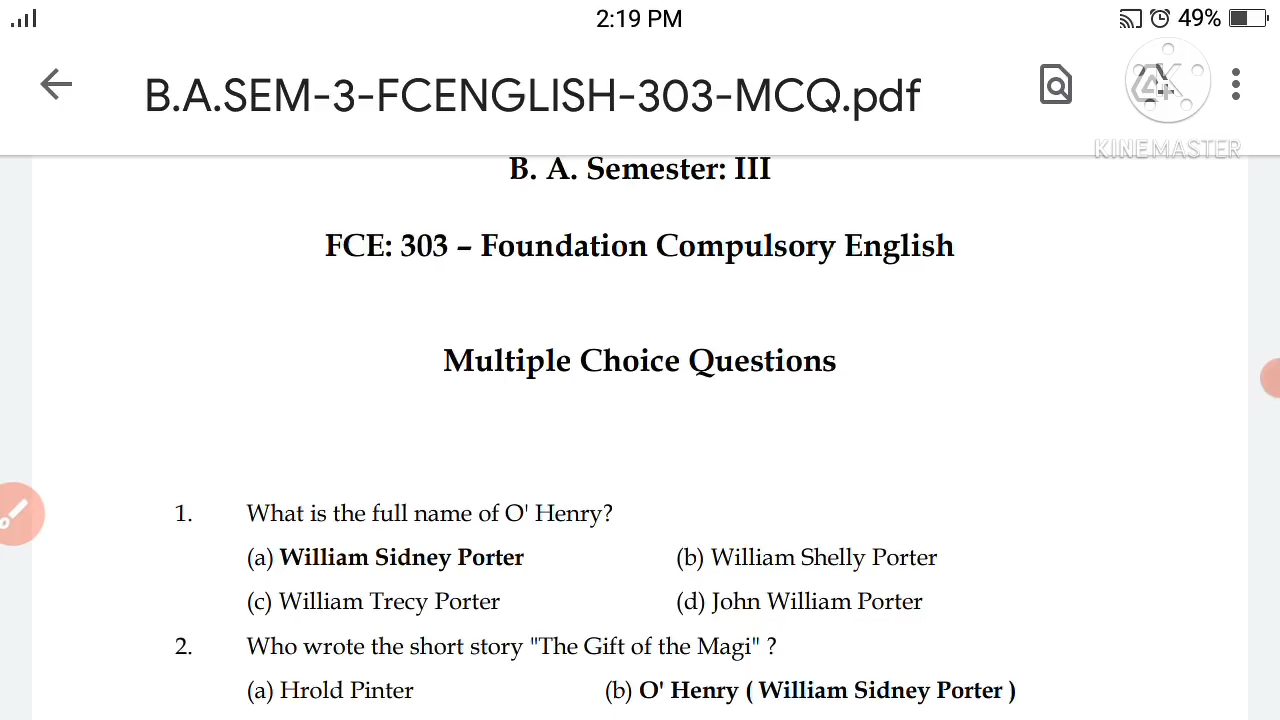 2:19 PM
49%
B.A.SEM-3-FCENGLISH-303-MCQ.pdf
KINEMASTER
B. A. Semester: III
FCE: 303 – Foundation Compulsory English
Multiple Choice Questions
1. What is the full name of O' Henry?
(a) William Sidney Porter (b) William Shelly Porter
(c) William Trecy Porter (d) John William Porter
2. Who wrote the short story "The Gift of the Magi" ?
(a) Hrold Pinter (b) O' Henry ( William Sidney Porter )